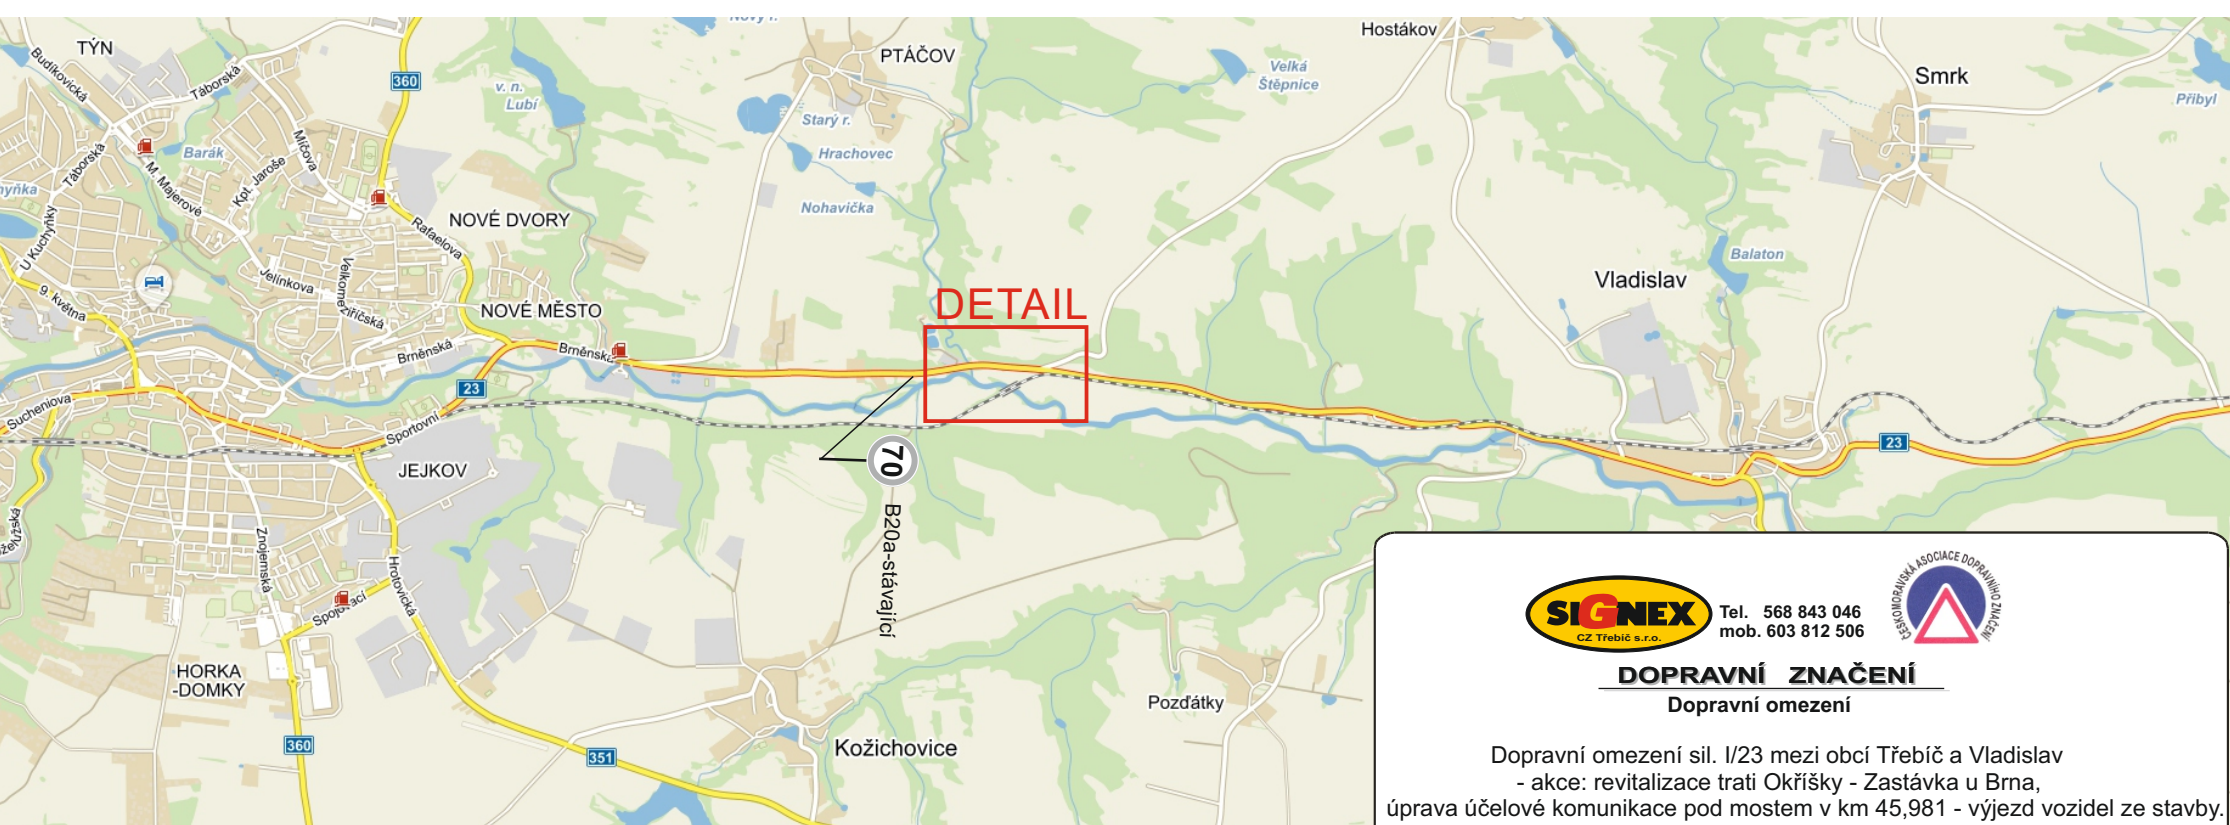 TÝN
Budíkovická
Táborská
360
v. n.
Lubí
PTÁČOV
Starý r.
Hrachovec
Nohavička
Velká
Štěpnice
Hostákov
Smrk
Přibyl
Barák
Míčova
Táborská
M. Majerové
Kpt. Jaroše
U Kuchyňky
NOVÉ DVORY
Rafaelova
Jelínkova
Velkomeziříčská
9. května
NOVÉ MĚSTO
Brněnská
Brněnská
DETAIL
Vladislav
Balaton
23
Sucheniova
Sportovní
JEJKOV
70
B20a-stávající
23
Znojemská
Hrotovická
Spojovací
HORKA
-DOMKY
360
351
Kožichovice
Pozďátky
SIGNEX
CZ Třebíč s.r.o.
Tel. 568 843 046
mob. 603 812 506
ČESKOMORAVSKÁ ASOCIACE DOPRAVNÍHO ZNAČENÍ
DOPRAVNÍ ZNAČENÍ
Dopravní omezení
Dopravní omezení sil. I/23 mezi obcí Třebíč a Vladislav
- akce: revitalizace trati Okříšky - Zastávka u Brna,
úprava účelové komunikace pod mostem v km 45,981 - výjezd vozidel ze stavby.